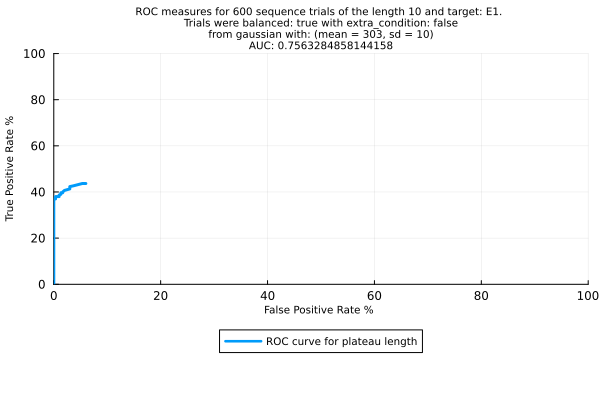 ROC measures for 600 sequence trials of the length 10 and target: E1.
Trials were balanced: true with extra_condition: false
from gaussian with: (mean = 303, sd = 10)
AUC: 0.7563284858144158
100
80
60
40
20
0
True Positive Rate %
0 20 40 60 80 100
False Positive Rate %
ROC curve for plateau length